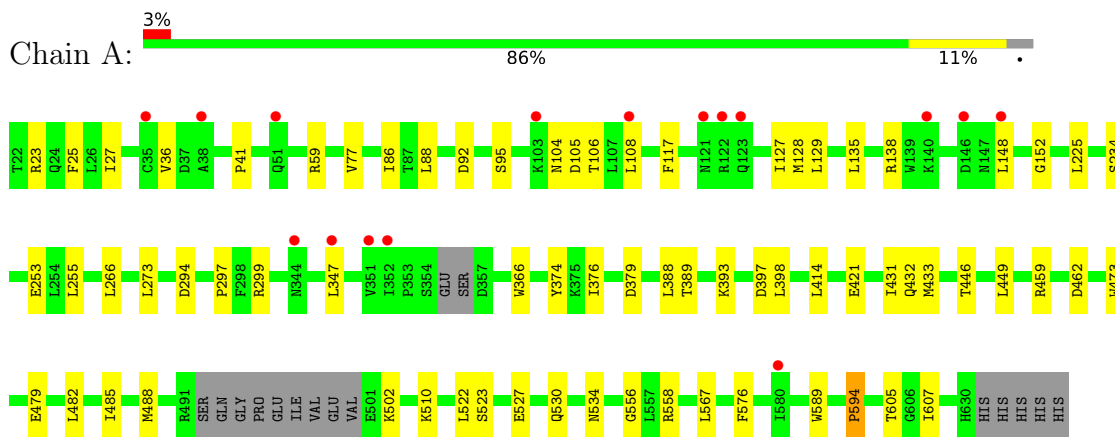 3%
Chain A:
86% 11% •
T22 R23 Q24 F25 L26 I27 C35 V36 D37 A38 P41 Q51 R59 V77 I86 T87 L88 D92 S95 K103 N104 D105 T106 L107 L108 F117 N121 R122 Q123 I127 M128 L129 L135 R138 W139 K140 D146 N147 L148 G152 L225
E253 L254 L255 L266 L273 D294 P297 F298 R299 N344 L347 V351 I352 P353 S354 GLU SER D357 W366 Y374 K375 I376 D379 L388 T389 K393 D397 L398 L414 E421 I431 Q432 M433 T446 L449 R459 D462
E479 L482 I485 M488 R491 SER GLN GLY PRO GLU ILE VAL GLU VAL E501 K502 K510 L522 S523 E527 Q530 N534 G556 L557 R558 L567 F576 I580 W589 P594 T605 G606 I607 H630 HIS HIS HIS HIS HIS